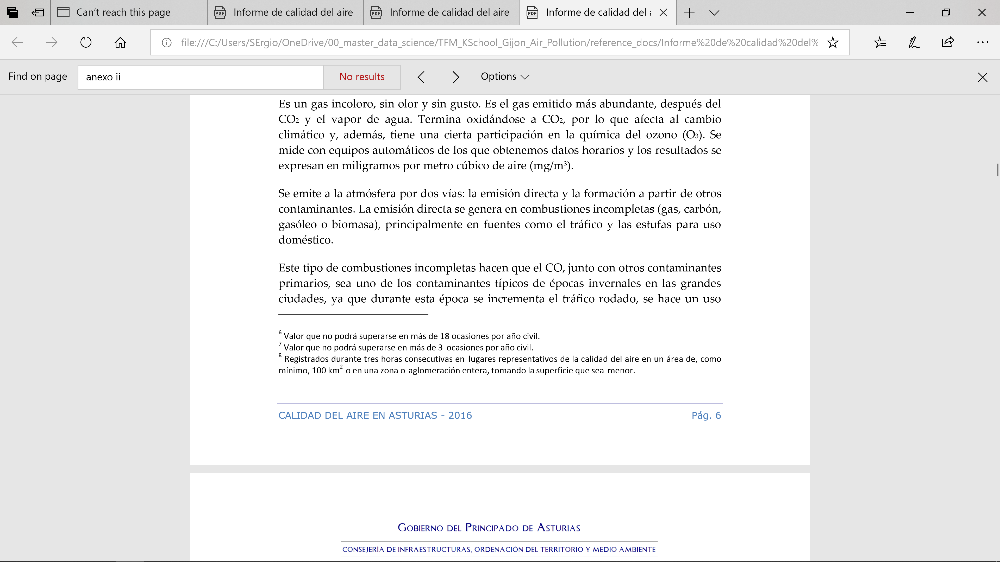 Can't reach this page
Informe de calidad del aire
Informe de calidad del aire
Informe de calidad del a
file:///C:/Users/SErgio/OneDrive/00_master_data_science/TFM_KSchool_Gijon_Air_Pollution/reference_docs/Informe%20de%20calidad%20del%
Find on page
anexo ii
No results
Options
Es un gas incoloro, sin olor y sin gusto. Es el gas emitido más abundante, después del
CO₂ y el vapor de agua. Termina oxidándose a CO₂, por lo que afecta al cambio
climático y, además, tiene una cierta participación en la química del ozono (O₃). Se
mide con equipos automáticos de los que obtenemos datos horarios y los resultados se
expresan en miligramos por metro cúbico de aire (mg/m³).
Se emite a la atmósfera por dos vías: la emisión directa y la formación a partir de otros
contaminantes. La emisión directa se genera en combustiones incompletas (gas, carbón,
gasóleo o biomasa), principalmente en fuentes como el tráfico y las estufas para uso
doméstico.
Este tipo de combustiones incompletas hacen que el CO, junto con otros contaminantes
primarios, sea uno de los contaminantes típicos de épocas invernales en las grandes
ciudades, ya que durante esta época se incrementa el tráfico rodado, se hace un uso
⁶ Valor que no podrá superarse en más de 18 ocasiones por año civil.
⁷ Valor que no podrá superarse en más de 3 ocasiones por año civil.
⁸ Registrados durante tres horas consecutivas en lugares representativos de la calidad del aire en un área de, como
mínimo, 100 km² o en una zona o aglomeración entera, tomando la superficie que sea menor.
CALIDAD DEL AIRE EN ASTURIAS - 2016 Pág. 6
GOBIERNO DEL PRINCIPADO DE ASTURIAS
CONSEJERÍA DE INFRAESTRUCTURAS, ORDENACIÓN DEL TERRITORIO Y MEDIO AMBIENTE